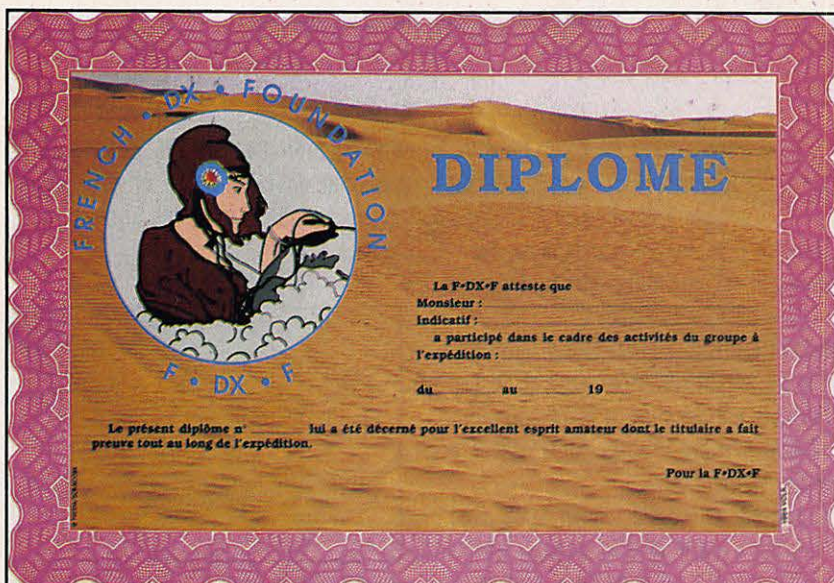 FRENCH • DX • FOUNDATION
F • DX • F
DIPLOME
La F•DX•F atteste que
Monsieur :
Indicatif :
a participé dans le cadre des activités du groupe à
l'expédition :
du au 19
Le présent diplôme n° lui a été décerné pour l'excellent esprit amateur dont le titulaire a fait
preuve tout au long de l'expédition.
Pour la F•DX•F